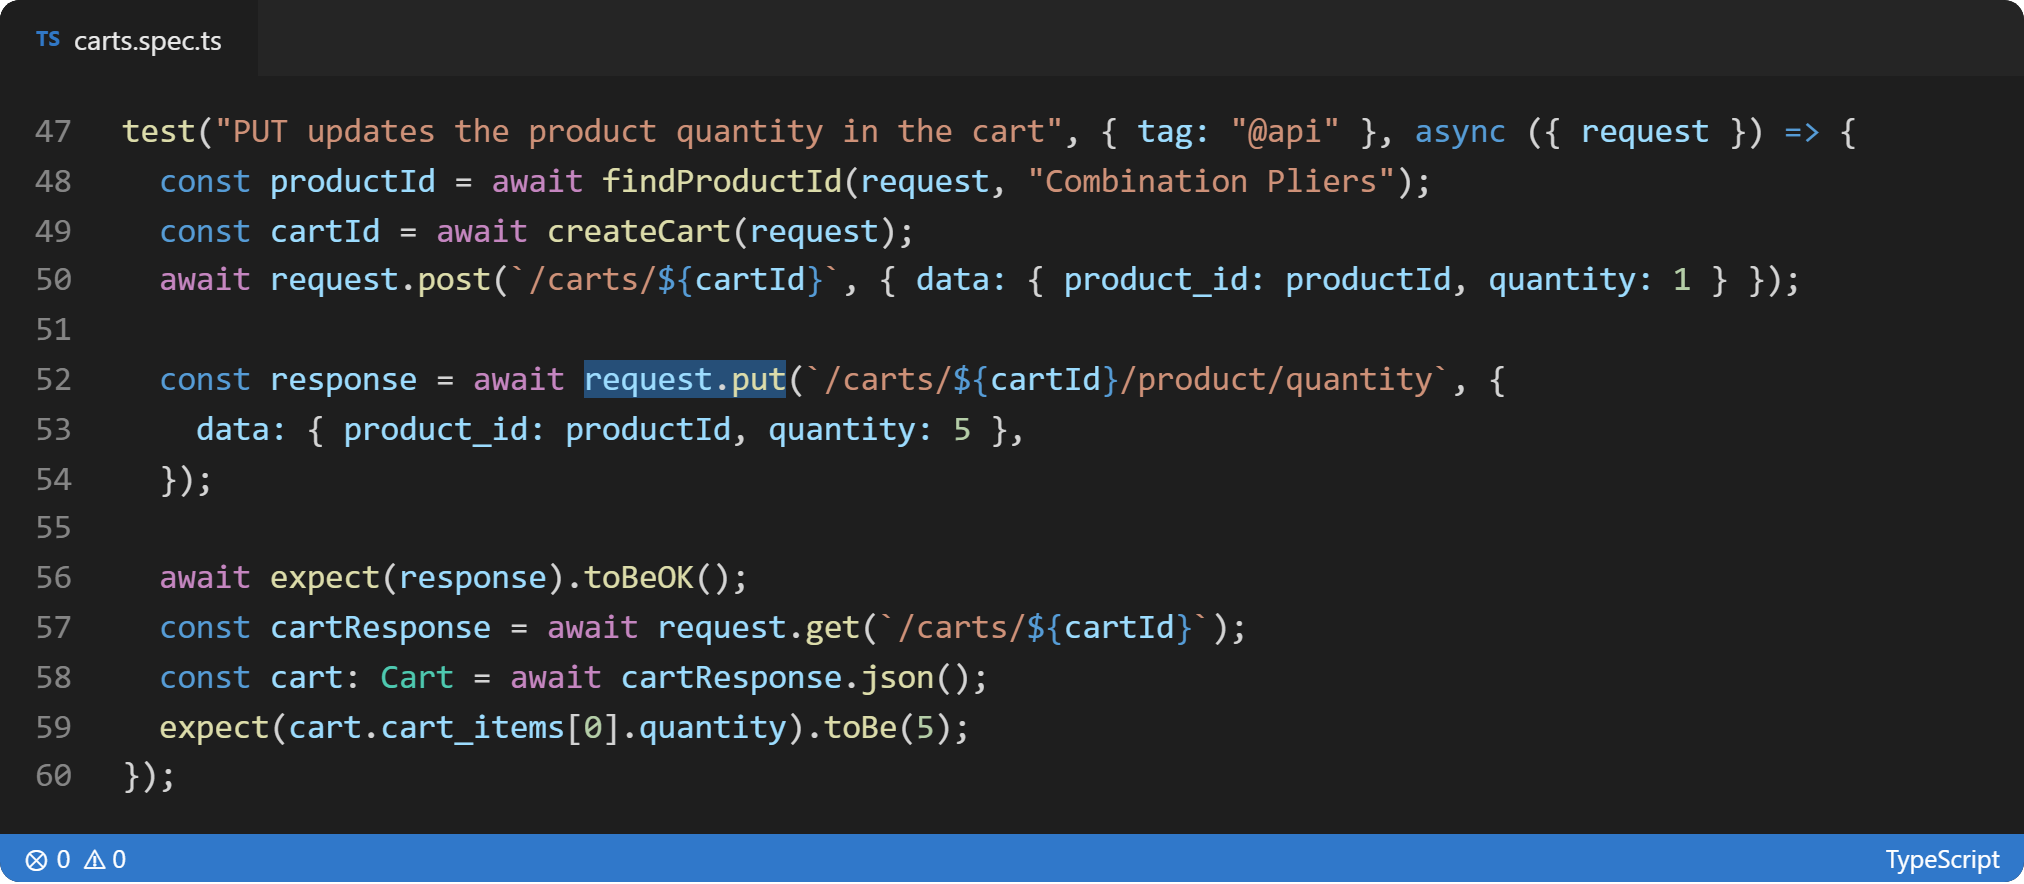 TS carts.spec.ts
47 test("PUT updates the product quantity in the cart", { tag: "@api" }, async ({ request }) => {
48 const productId = await findProductId(request, "Combination Pliers");
49 const cartId = await createCart(request);
50 await request.post(`/carts/${cartId}`, { data: { product_id: productId, quantity: 1 } });
51
52 const response = await request.put(`/carts/${cartId}/product/quantity`, {
53 data: { product_id: productId, quantity: 5 },
54 });
55
56 await expect(response).toBeOK();
57 const cartResponse = await request.get(`/carts/${cartId}`);
58 const cart: Cart = await cartResponse.json();
59 expect(cart.cart_items[0].quantity).toBe(5);
60 });
0 0 TypeScript